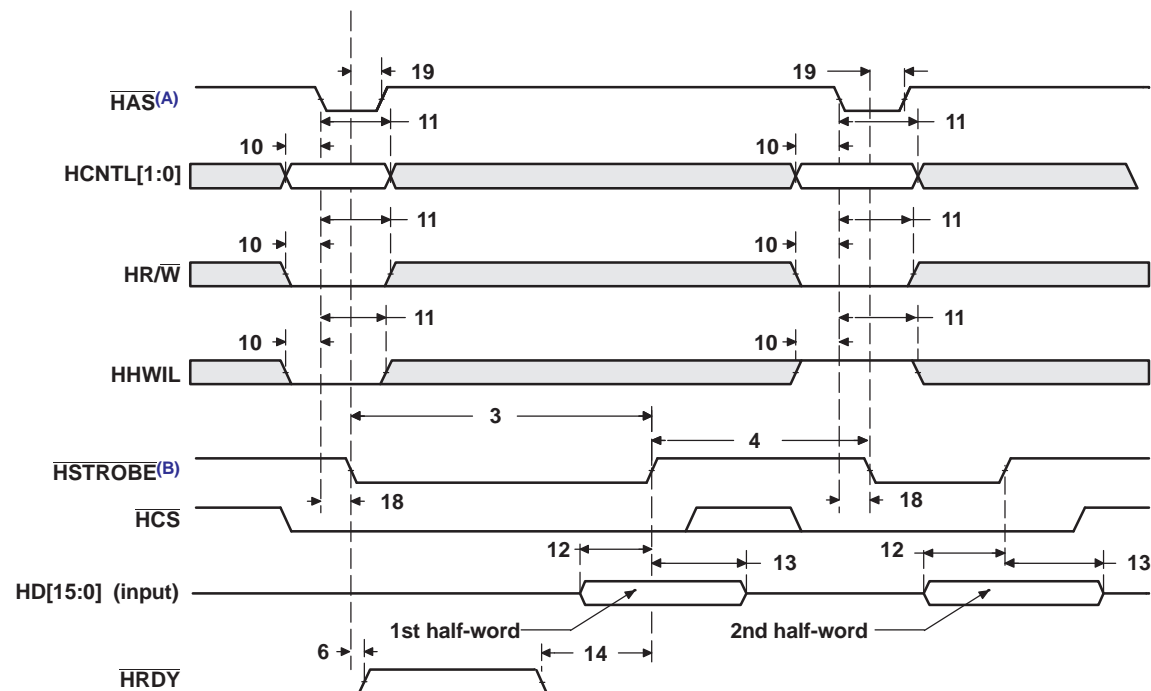 19 19
HAS(A)
11 11
10 10
HCNTL[1:0]
11 11
10 10
HR/W
11 11
10 10
HHWIL
3
4
HSTROBE(B)
18 18
HCS
12 12
13 13
HD[15:0] (input)
1st half-word 2nd half-word
6 14
HRDY